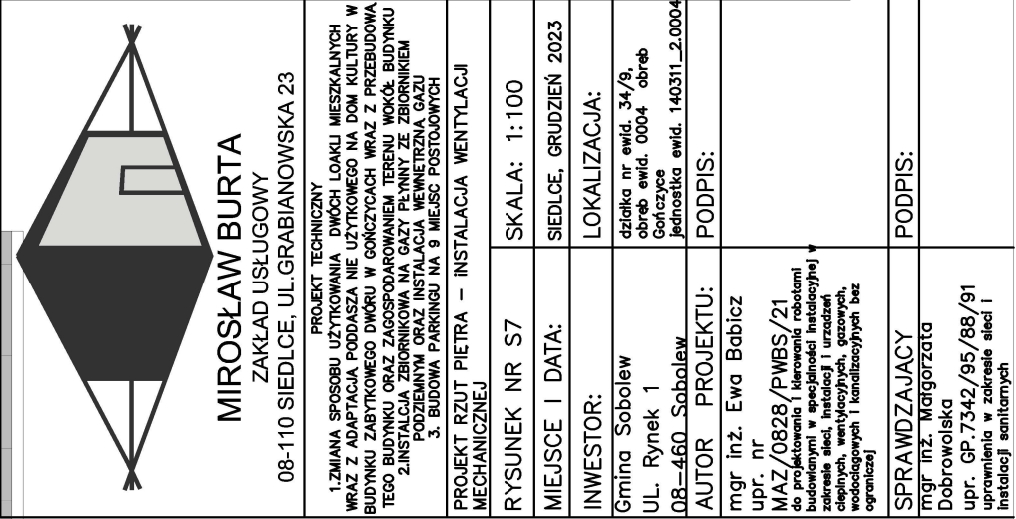 MIROSŁAW BURTA
ZAKŁAD USŁUGOWY
08-110 SIEDLCE, UL.GRABIANOWSKA 23
PROJEKT TECHNICZNY
1.ZMIANA SPOSOBU UŻYTKOWANIA DWÓCH LOAKLI MIESZKALNYCH
WRAZ Z ADAPTACJĄ PODDASZA NIE UŻYTKOWEGO NA DOM KULTURY W
BUDYNKU ZABYTKOWEGO DWÓRU W GOŃCZYCACH WRAZ Z PRZEBUDOWĄ
TEGO BUDYNKU ORAZ ZAGOSPODAROWANIEM TERENU WOKÓŁ BUDYNKU
2.INSTALCJA ZBIORNIKOWA NA GAZY PŁYNNY ZE ZBIORNIKIEM
PODZIEMNYM ORAZ INSTALACJA WEWNĘTRZNA GAZU
3. BUDOWA PARKINGU NA 9 MIEJSC POSTOJOWYCH
PROJEKT RZUT PIĘTRA – iNSTALACJA WENTYLACJI
MECHANICZNEJ
RYSUNEK NR S7
SKALA: 1:100
MIEJSCE I DATA:
SIEDLCE, GRUDZIEŃ 2023
INWESTOR:
LOKALIZACJA:
Gmina Sobolew
UL. Rynek 1
08-460 Sobolew
działka nr ewid. 34/9,
obręb ewid. 0004 obręb
Gończyce
jednostka ewid. 140311_2.0004
AUTOR PROJEKTU:
PODPIS:
mgr inż. Ewa Babicz
upr. nr
MAZ/0828/PWBS/21
do projektowania i kierowania robotami
budowlanymi w specjalności instalacyjnej w
zakresie sieci, instalacji i urządzeń
cieplnych, wentylacyjnych, gazowych,
wodociągowych i kanalizacyjnych bez
ograniczej
SPRAWDZAJĄCY
PODPIS:
mgr inż. Małgorzata
Dobrowolska
upr. GP.7342/95/88/91
uprawnienia w zakresie sieci i
instalacji sanitarnych